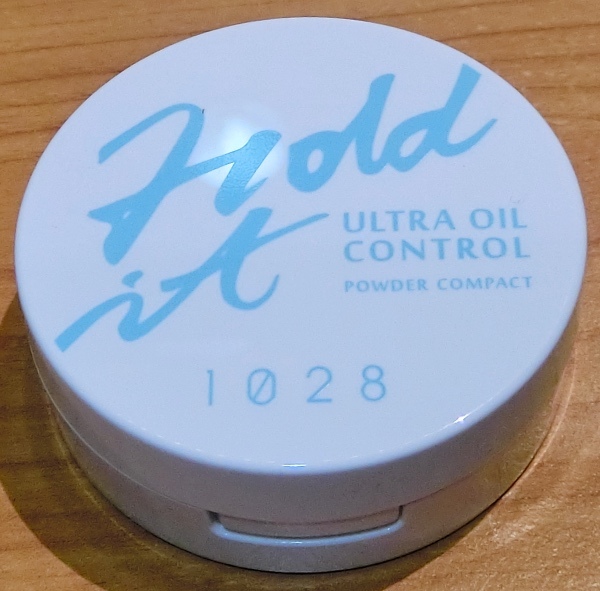 Hold
it
ULTRA OIL
CONTROL
POWDER COMPACT
1028